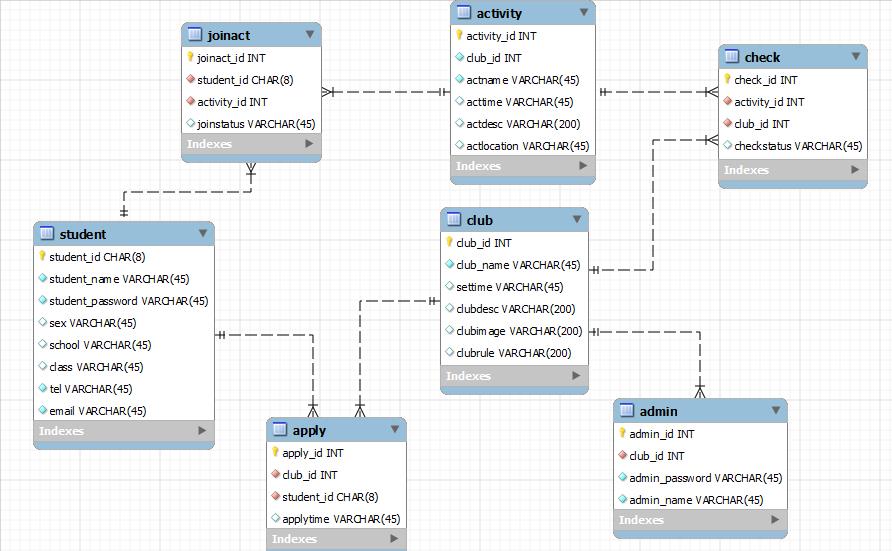 joinact
joinact_id INT
student_id CHAR(8)
activity_id INT
joinstatus VARCHAR(45)
Indexes
activity
activity_id INT
club_id INT
actname VARCHAR(45)
acttime VARCHAR(45)
actdesc VARCHAR(200)
actlocation VARCHAR(45)
Indexes
check
check_id INT
activity_id INT
club_id INT
checkstatus VARCHAR(45)
Indexes
student
student_id CHAR(8)
student_name VARCHAR(45)
student_password VARCHAR(45)
sex VARCHAR(45)
school VARCHAR(45)
class VARCHAR(45)
tel VARCHAR(45)
email VARCHAR(45)
Indexes
club
club_id INT
club_name VARCHAR(45)
settime VARCHAR(45)
clubdesc VARCHAR(200)
clubimage VARCHAR(200)
clubrule VARCHAR(200)
Indexes
apply
apply_id INT
club_id INT
student_id CHAR(8)
applytime VARCHAR(45)
Indexes
admin
admin_id INT
club_id INT
admin_password VARCHAR(45)
admin_name VARCHAR(45)
Indexes